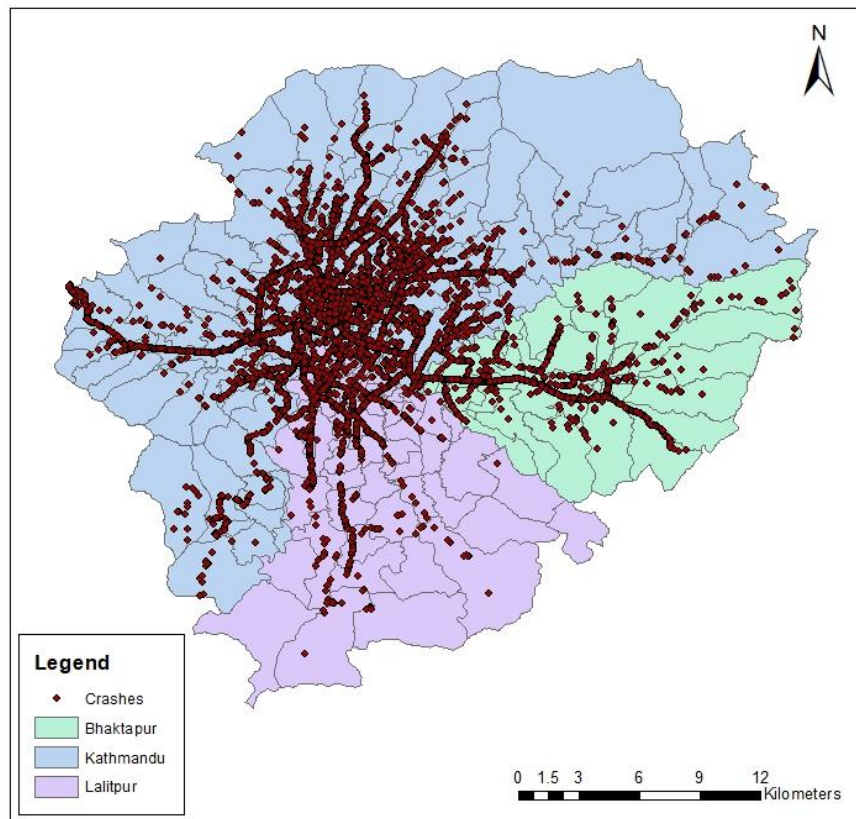 N
Legend
Crashes
Bhaktapur
Kathmandu
Lalitpur
0 1.5 3 6 9 12
Kilometers